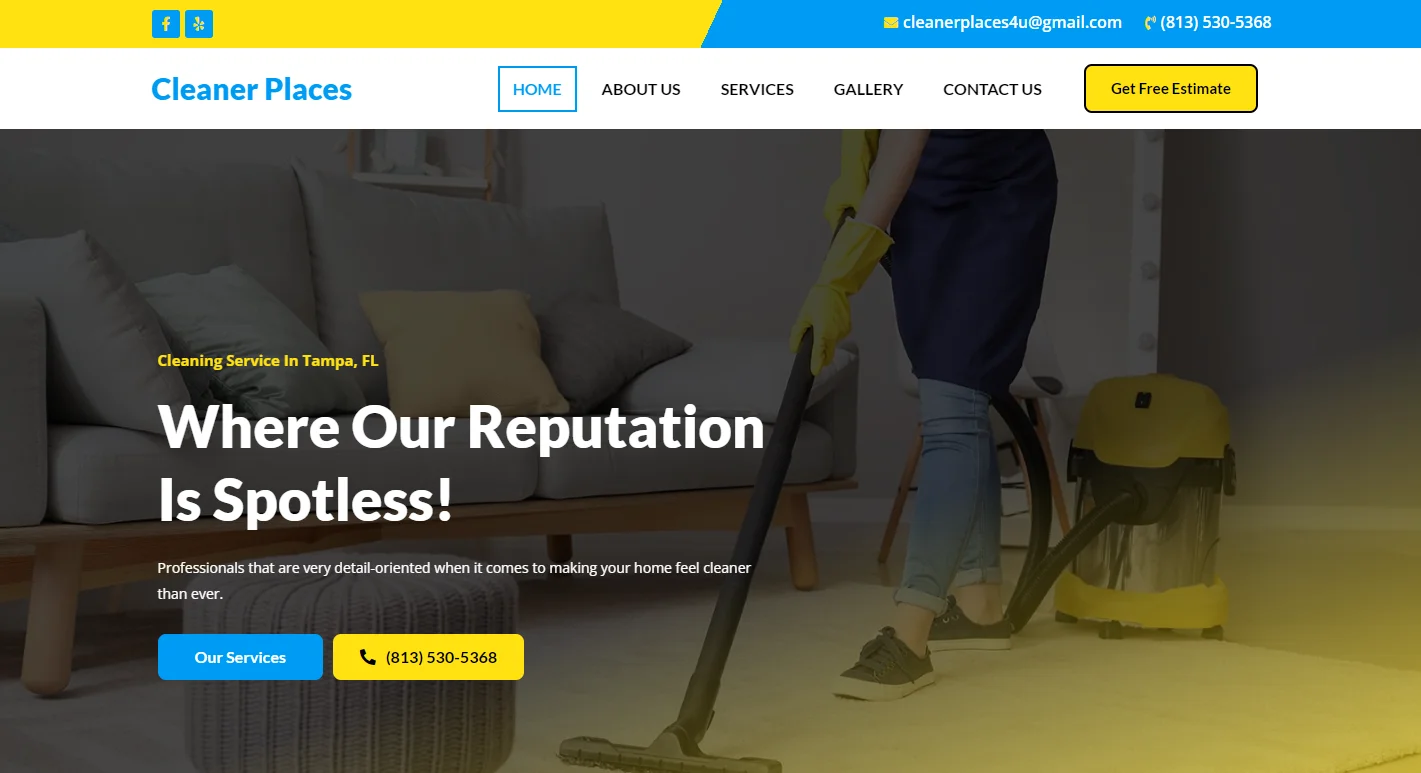 cleanerplaces4u@gmail.com
(813) 530-5368
Cleaner Places
HOME
ABOUT US
SERVICES
GALLERY
CONTACT US
Get Free Estimate
Cleaning Service In Tampa, FL
Where Our Reputation
Is Spotless!
Professionals that are very detail-oriented when it comes to making your home feel cleaner
than ever.
Our Services
(813) 530-5368